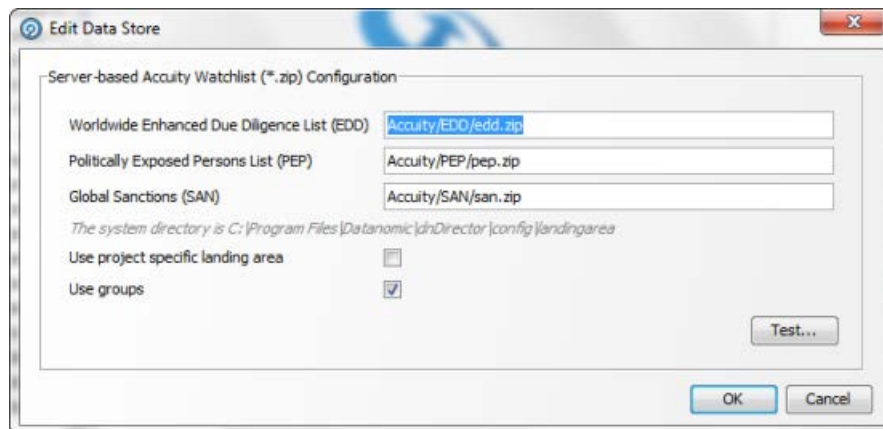 Edit Data Store
Server-based Accuity Watchlist (*.zip) Configuration
Worldwide Enhanced Due Diligence List (EDD) Accuity/EDD/edd.zip
Politically Exposed Persons List (PEP) Accuity/PEP/pep.zip
Global Sanctions (SAN) Accuity/SAN/san.zip
The system directory is C:\Program Files\Datanomic\dnDirector\config\landingarea
Use project specific landing area
Use groups
Test...
OK Cancel